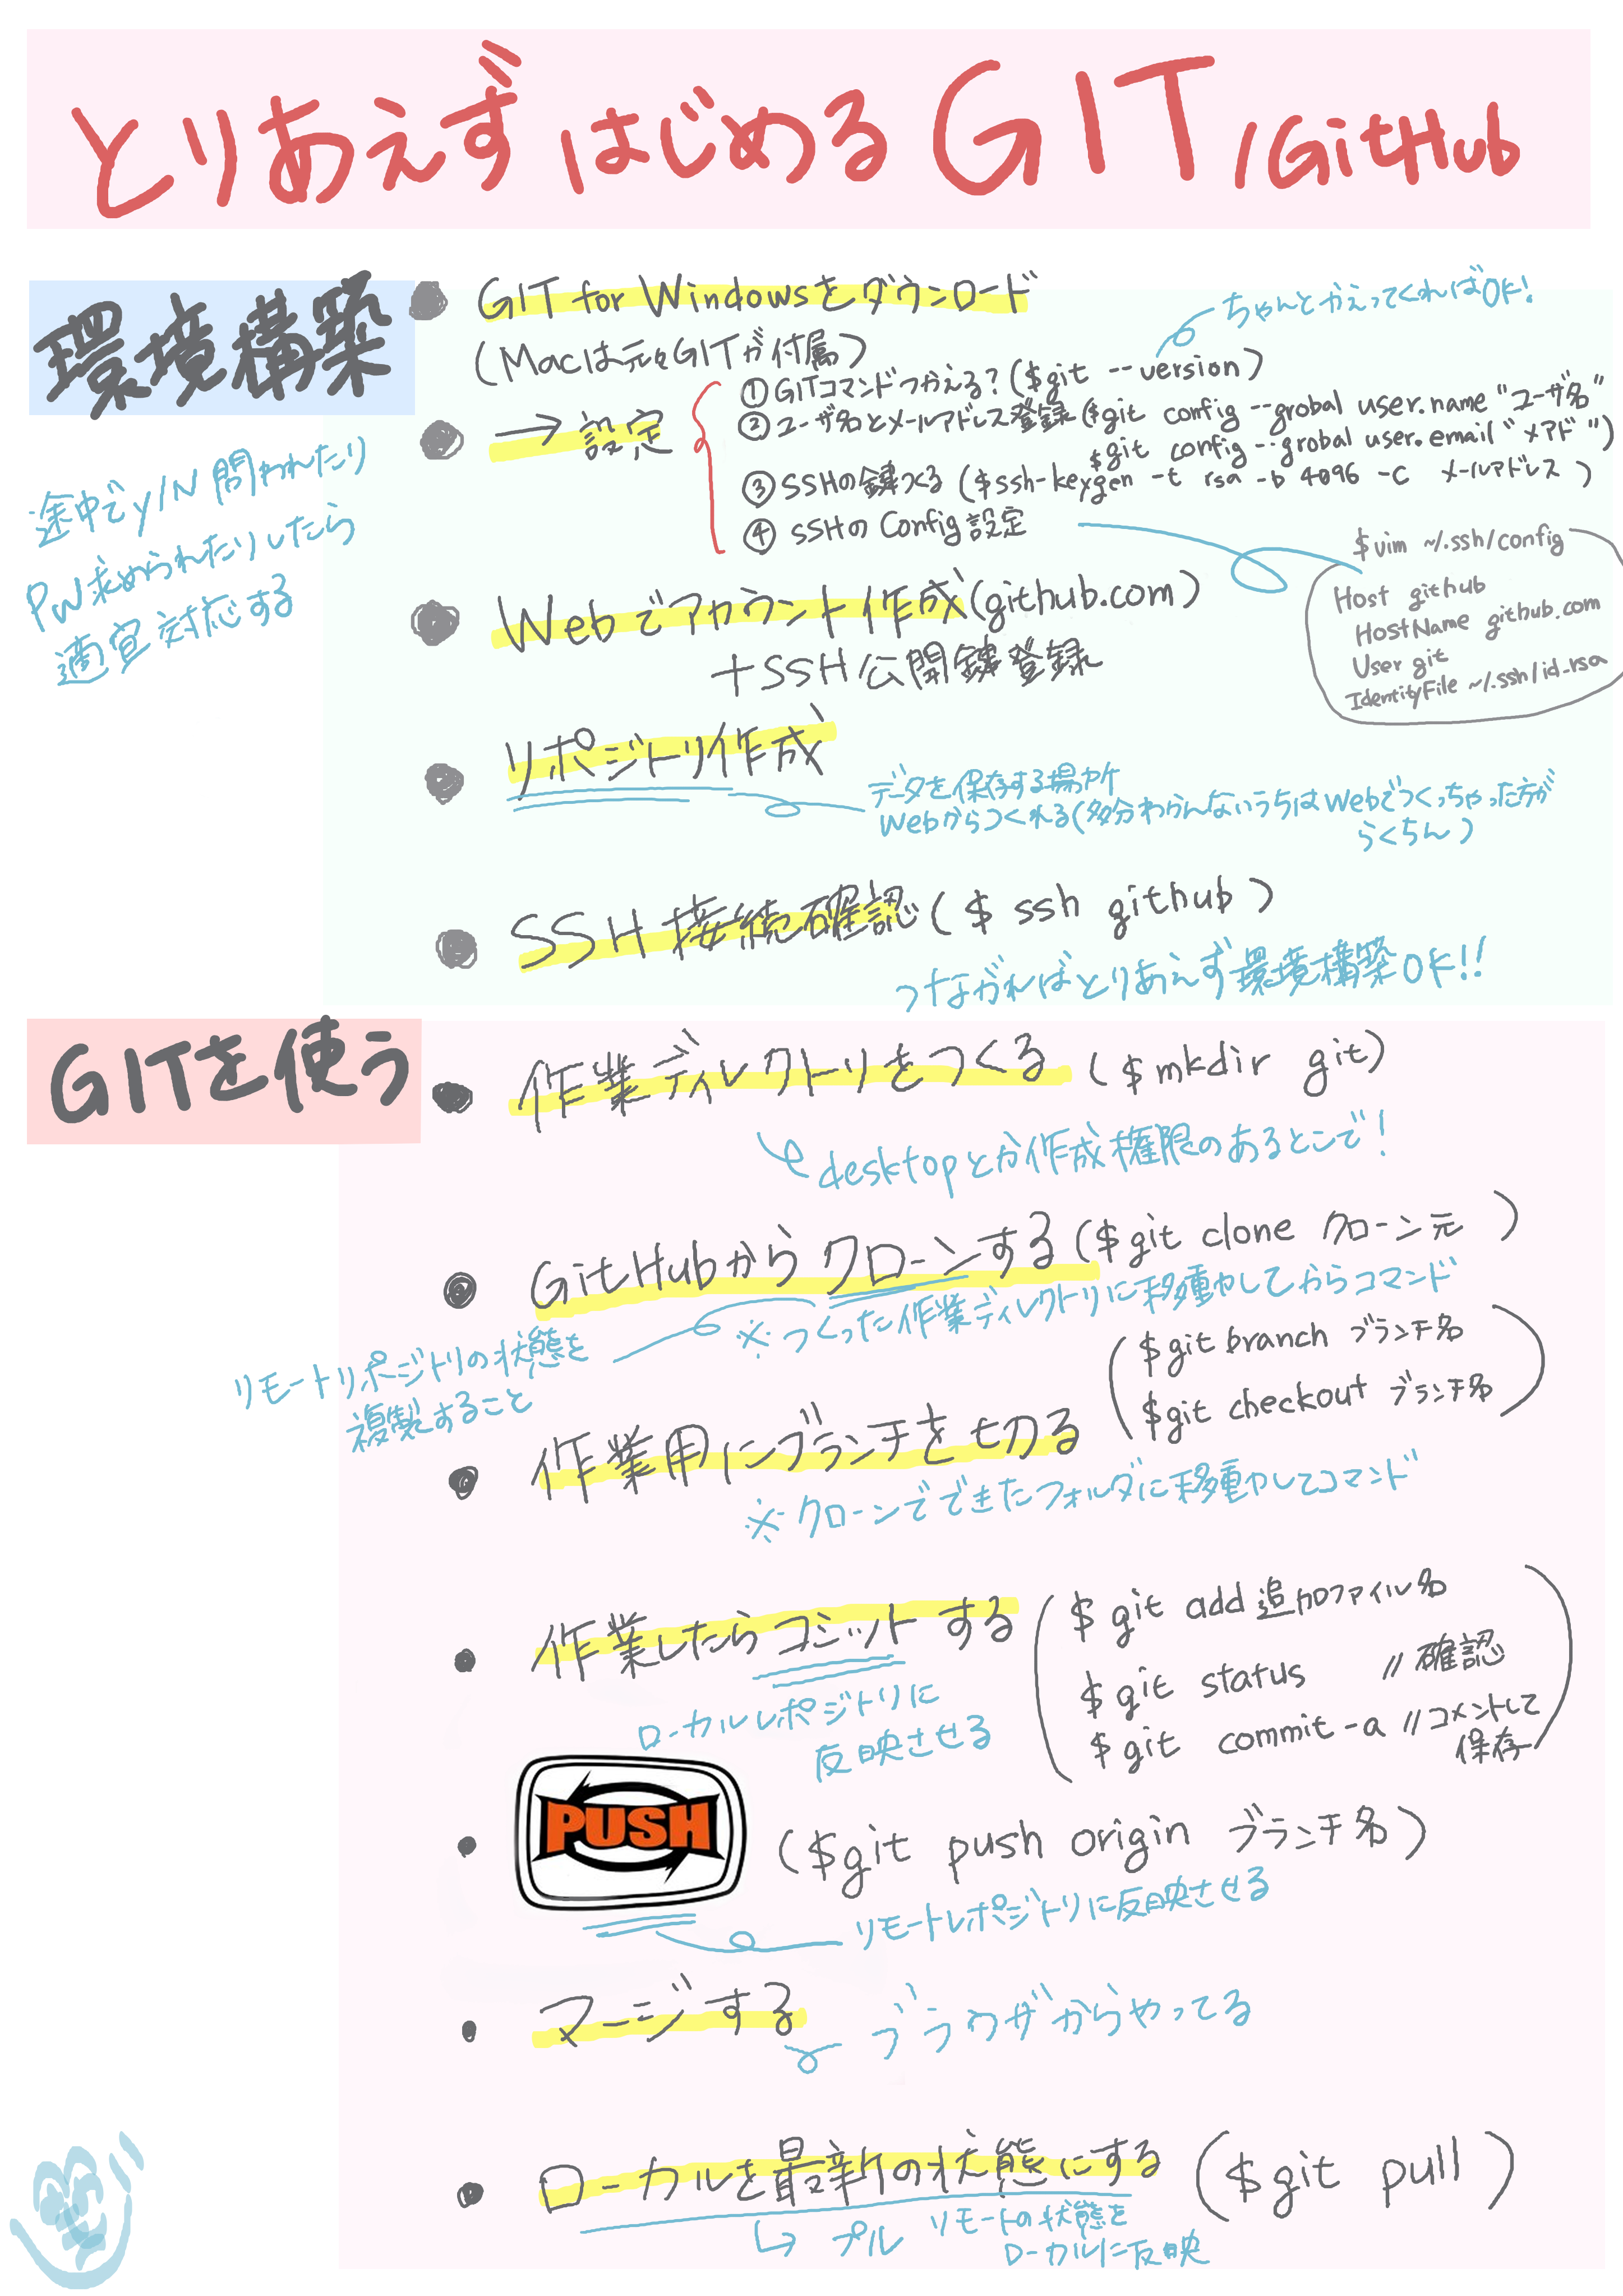 とりあえずはじめるGIT/GitHub
環境構築
途中でy/N問われたり
PW求められたりしたら
適宜対応する
● GIT for Windowsをダウンロード
(Macは元々GITが付属)
● → 設定
① GITコマンドつかえる？($git --version)
ちゃんとかえってくればOK!
② ユーザ名とメールアドレス登録($git config --grobal user.name "ユーザ名"
$git config --grobal user.email "メアド")
③ SSHの鍵つくる ($ssh-keygen -t rsa -b 4096 -C メールアドレス)
④ SSHのConfig設定
$vim ~/.ssh/config
Host github
HostName github.com
User git
IdentityFile ~/.ssh/id_rsa
● Webでアカウント作成(github.com)
+SSH公開鍵登録
● リポジトリ作成
データを保存する場所
Webからつくれる(多分わらんないうちはWebでつくっちゃった方が
らくちん)
● SSH接続確認($ ssh github)
つながればとりあえず環境構築OK!!
GITを使う
● 作業ディレクトリをつくる ($mkdir git)
desktopとか作成権限のあるとこで!
● GitHubからクローンする($git clone クローン元)
※つくった作業ディレクトリに移動してからコマンド
リモートリポジトリの状態を
複製すること
● 作業用にブランチを切る
($git branch ブランチ名
$git checkout ブランチ名)
※クローンでできたフォルダに移動してコマンド
● 作業したらコミットする
($ git add 追加ファイル名
$ git status //確認
$ git commit -a //コメントして
保存)
ローカルレポジトリに
反映させる
● PUSH ($git push origin ブランチ名)
リモートレポジトリに反映させる
● マージする
ブラウザからやってる
● ローカルを最新の状態にする ($git pull)
↳ プル リモートの状態を
ローカルに反映